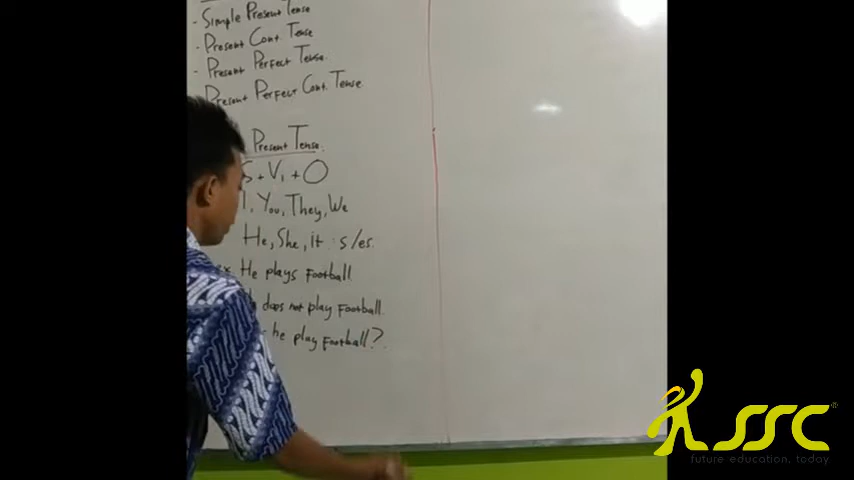 - Simple Present Tense
- Present Cont. Tense
- Present Perfect Tense.
- Present Perfect Cont. Tense.
Present Tense.
S + V1 + O
I, You, They, We
He, She, it : s/es.
ex. He plays Football
does not play Football.
he play Football?
SSC®
future education, today